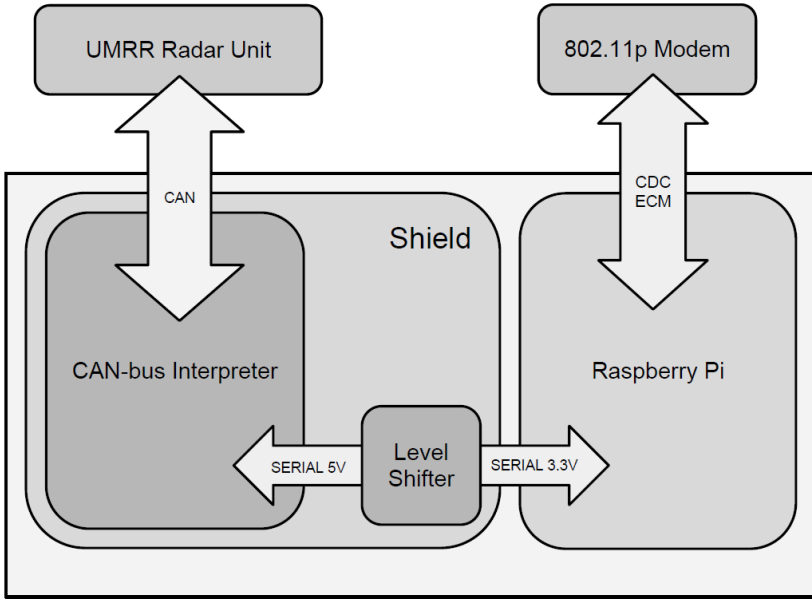 UMRR Radar Unit
802.11p Modem
CAN
CDC
ECM
Shield
CAN-bus Interpreter
Raspberry Pi
Level
Shifter
SERIAL 5V
SERIAL 3.3V